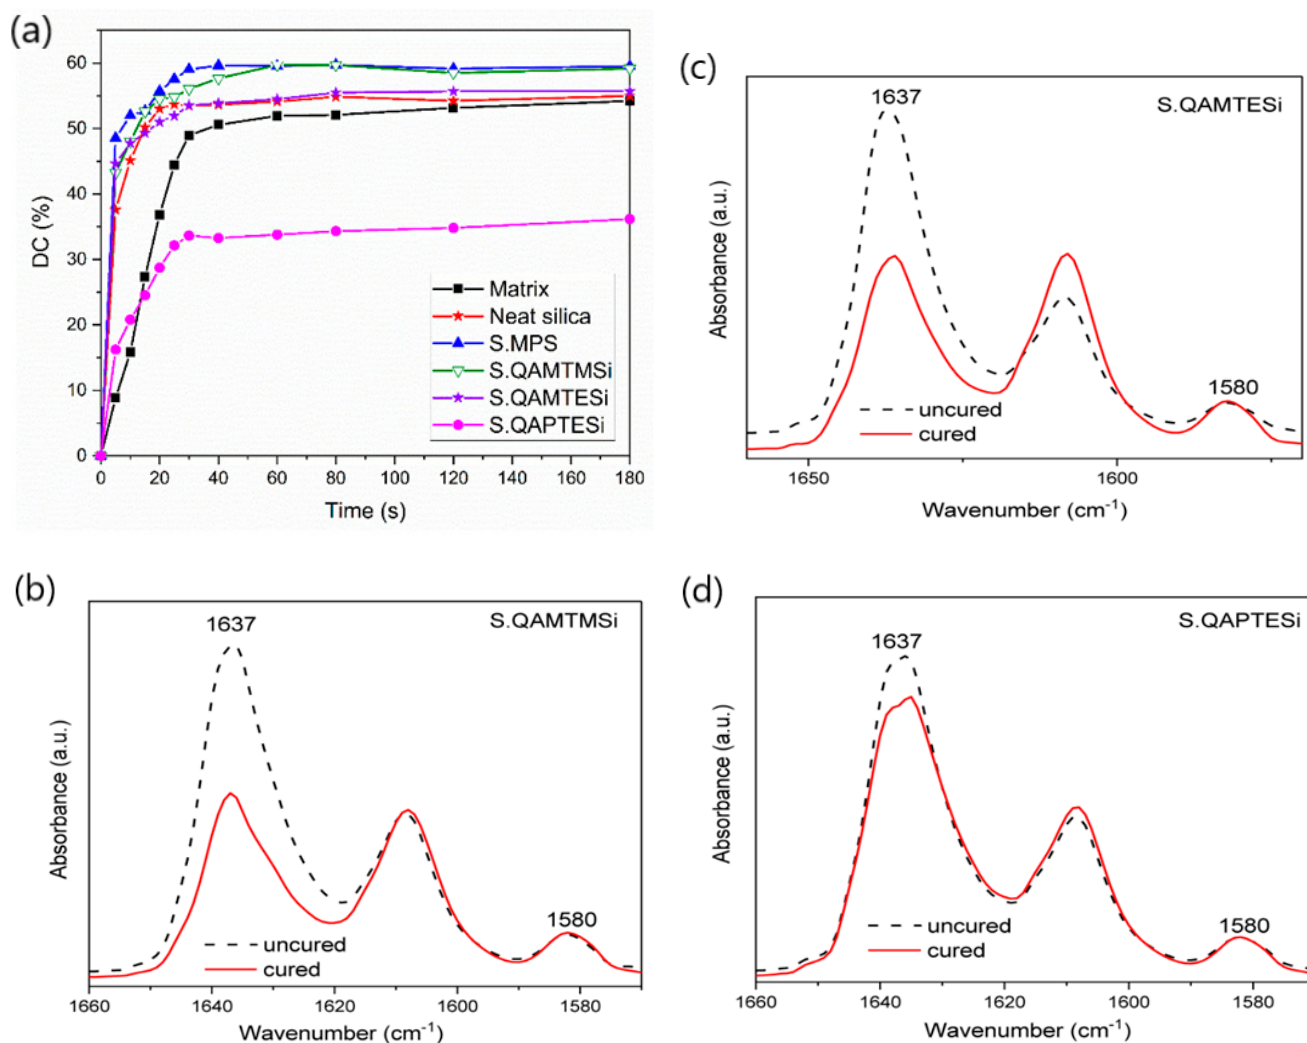 (a)
60
50
40
30
20
10
0
DC (%)
0 20 40 60 80 100 120 140 160 180
Time (s)
Matrix
Neat silica
S.MPS
S.QAMTMSi
S.QAMTESi
S.QAPTESi
(c)
1637
S.QAMTESi
1580
uncured
cured
Absorbance (a.u.)
1650 1600
Wavenumber (cm⁻¹)
(b)
1637
S.QAMTMSi
1580
uncured
cured
Absorbance (a.u.)
1660 1640 1620 1600 1580
Wavenumber (cm⁻¹)
(d)
1637
S.QAPTESi
1580
uncured
cured
Absorbance (a.u.)
1660 1640 1620 1600 1580
Wavenumber (cm⁻¹)